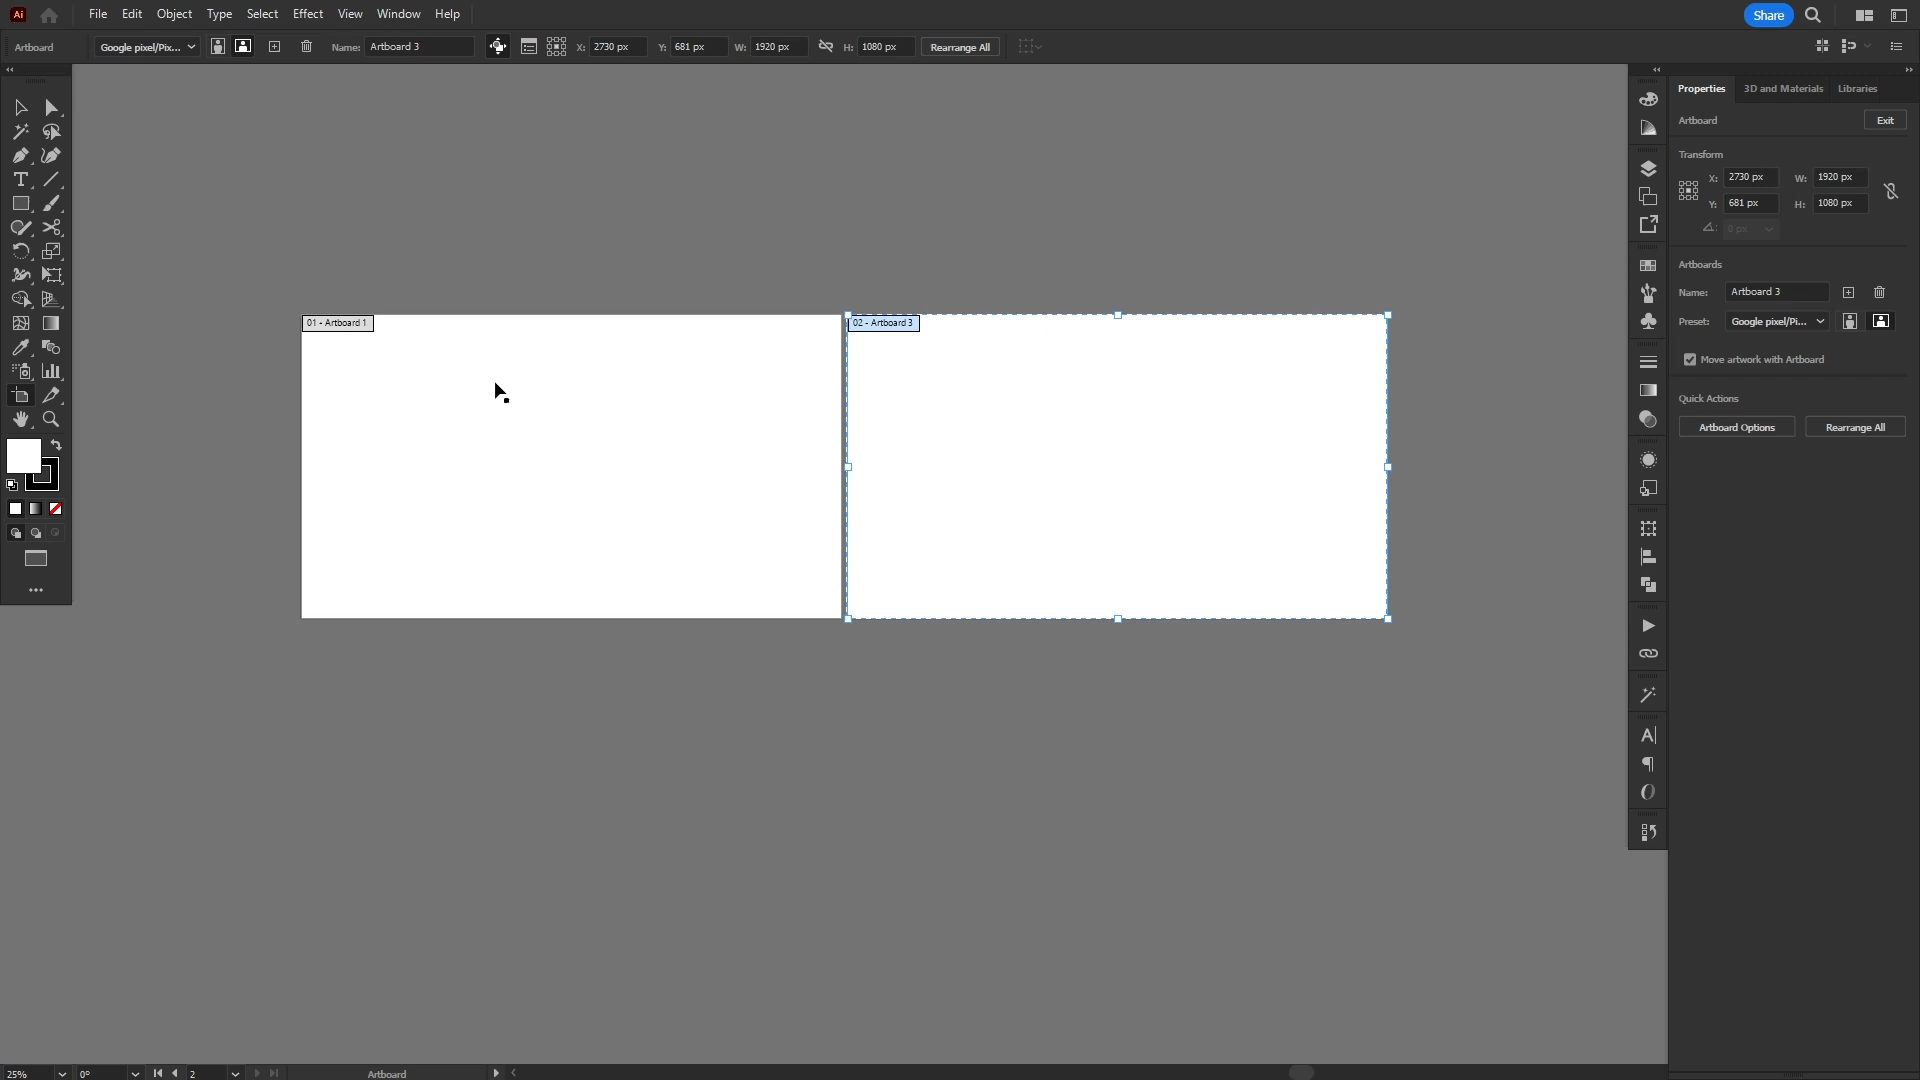 Ai File Edit Object Type Select Effect View Window Help Share
Artboard Google pixel/Pix... Name: Artboard 3 X: 2730 px Y: 681 px W: 1920 px H: 1080 px Rearrange All
Properties 3D and Materials Libraries
Artboard Exit
Transform
X: 2730 px W: 1920 px
Y: 681 px H: 1080 px
0 px
Artboards
Name: Artboard 3
Preset: Google pixel/Pi...
Move artwork with Artboard
Quick Actions
Artboard Options Rearrange All
01 - Artboard 1
02 - Artboard 3
25% 0° 2 Artboard